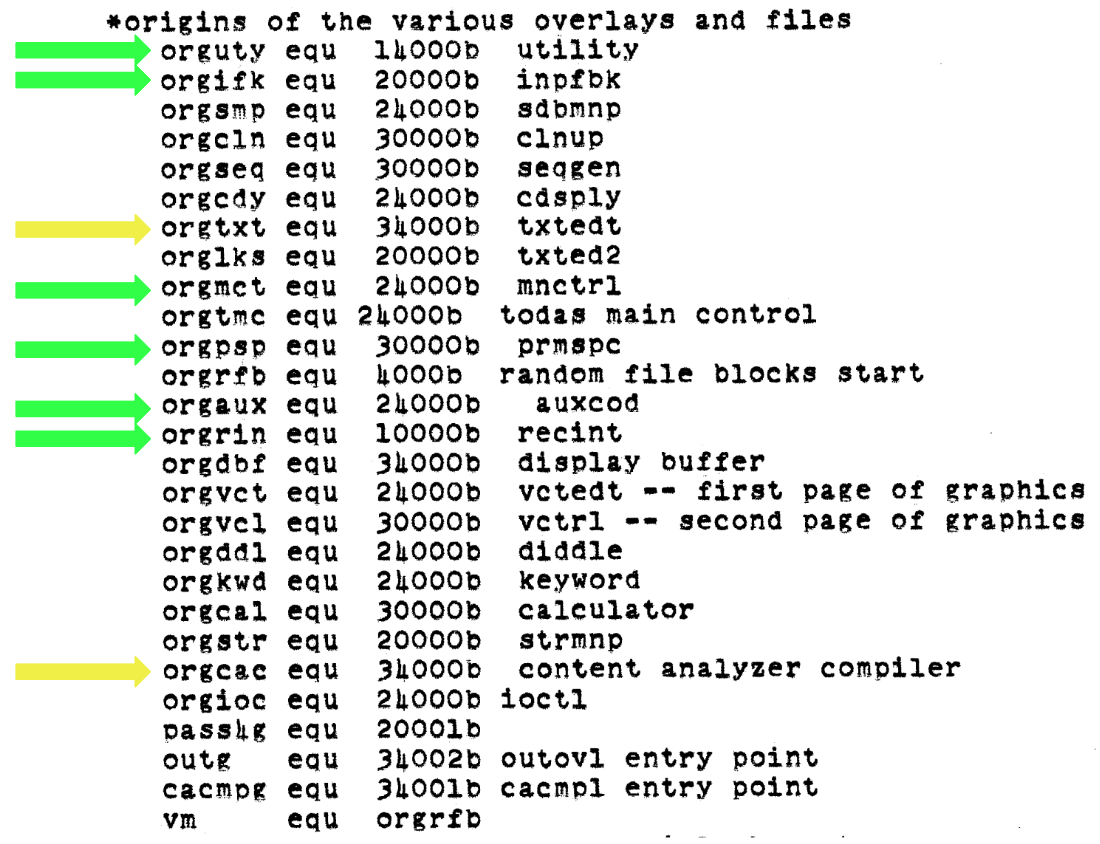 *origins of the various overlays and files
orguty equ 14000b utility
orgifk equ 20000b inpfbk
orgsmp equ 24000b sdbmnp
orgcln equ 30000b clnup
orgseq equ 30000b seqgen
orgcdy equ 24000b cdsply
orgtxt equ 34000b txtedt
orglks equ 20000b txted2
orgmct equ 24000b mnctrl
orgtmc equ 24000b todas main control
orgpsp equ 30000b prmspc
orgrfb equ 4000b random file blocks start
orgaux equ 24000b auxcod
orgrin equ 10000b recint
orgdbf equ 34000b display buffer
orgvct equ 24000b vctedt -- first page of graphics
orgvcl equ 30000b vctrl -- second page of graphics
orgddl equ 24000b diddle
orgkwd equ 24000b keyword
orgcal equ 30000b calculator
orgstr equ 20000b strmnp
orgcac equ 34000b content analyzer compiler
orgioc equ 24000b ioctl
pass4g equ 20001b
outg equ 34002b outovl entry point
cacmpg equ 34001b cacmpl entry point
vm equ orgrfb